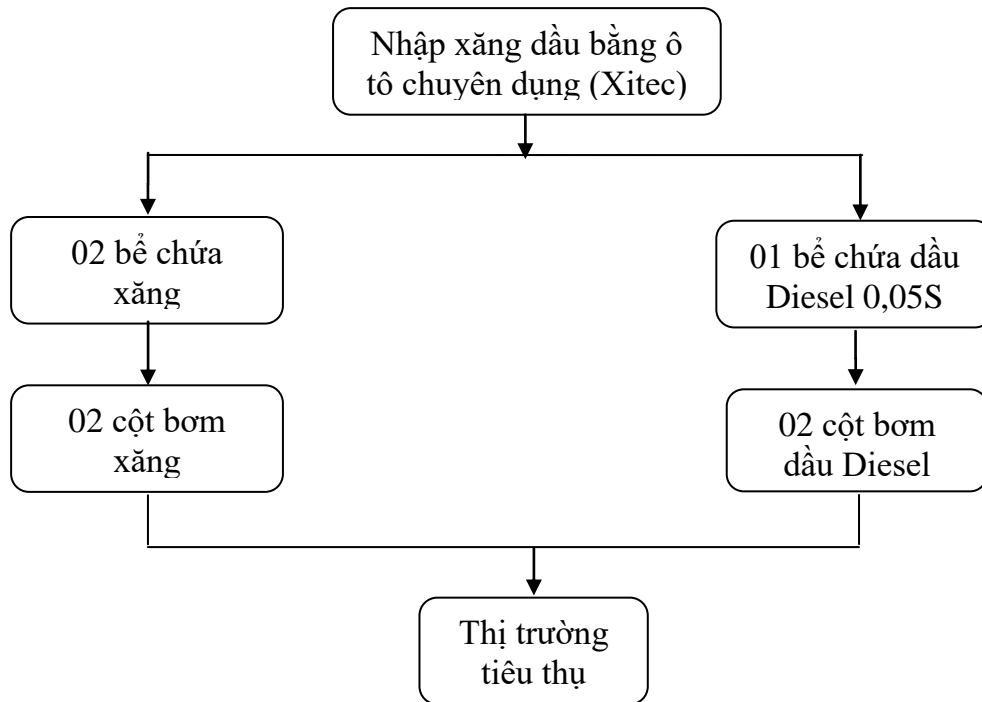 Nhập xăng dầu bằng ô
tô chuyên dụng (Xitec)
02 bể chứa
xăng
01 bể chứa dầu
Diesel 0,05S
02 cột bơm
xăng
02 cột bơm
dầu Diesel
Thị trường
tiêu thụ